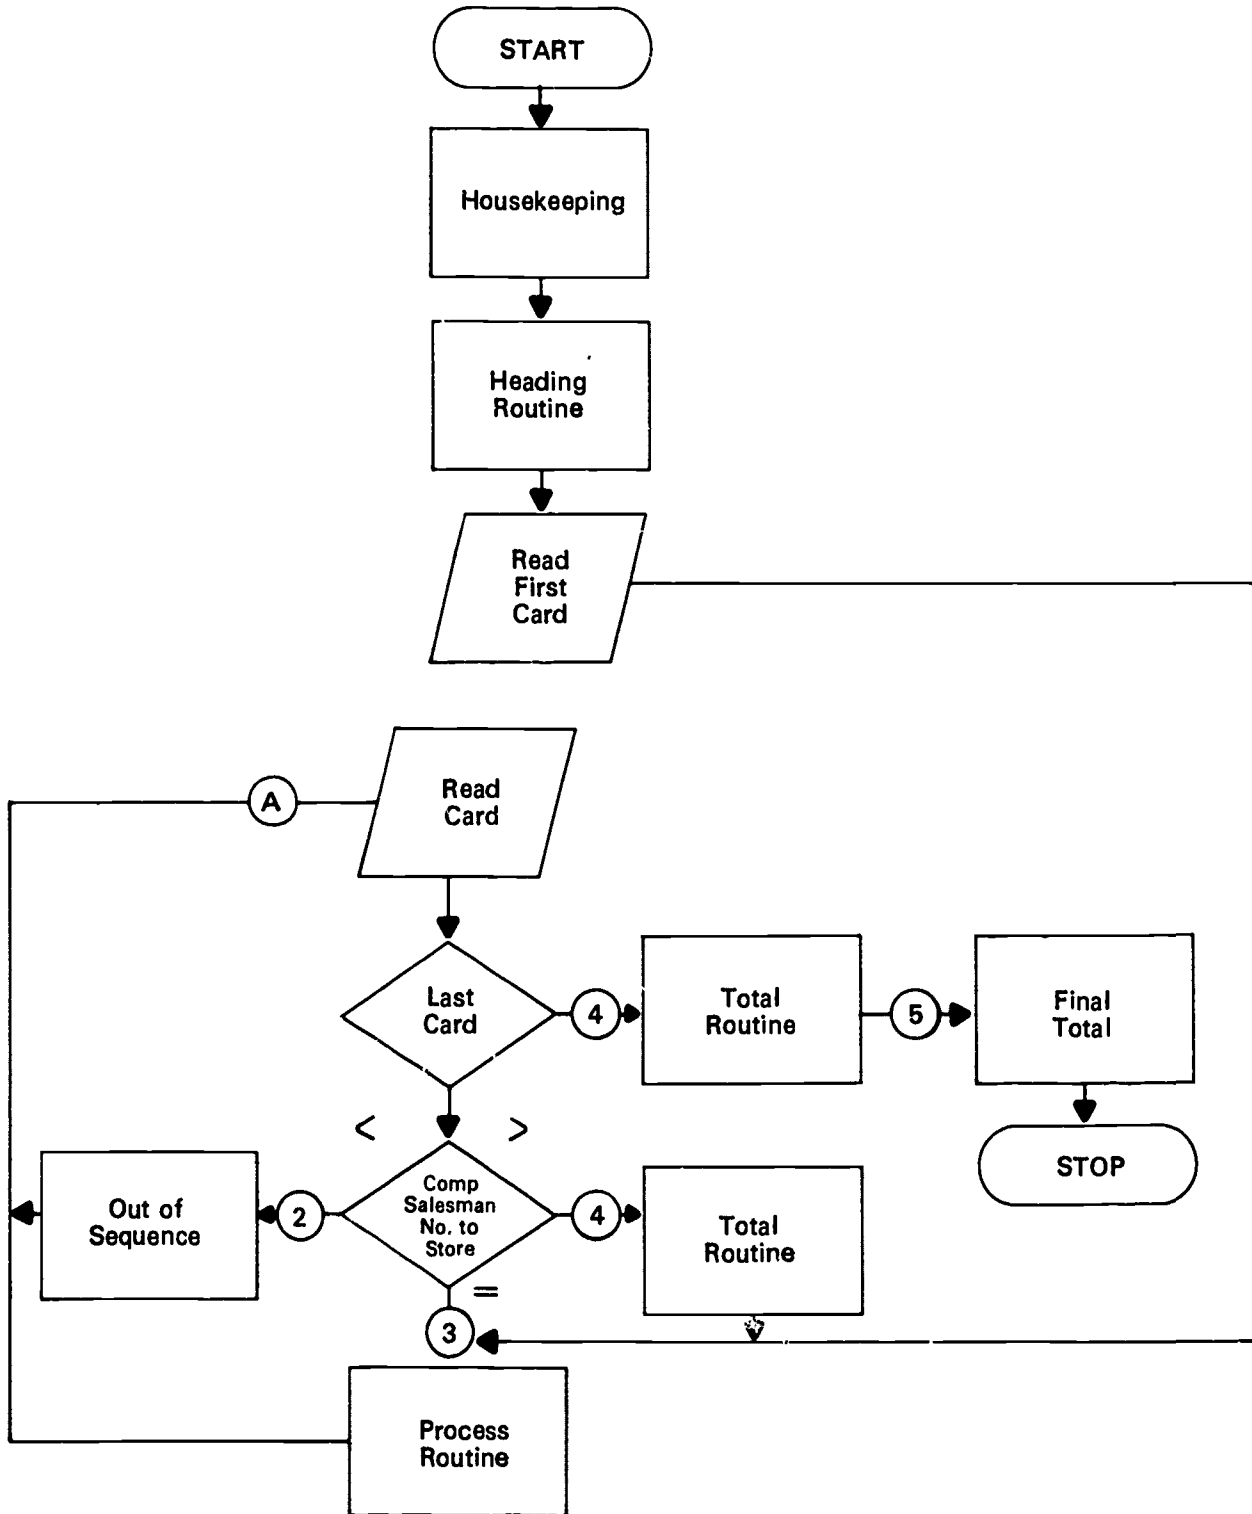 START
Housekeeping
Heading
Routine
Read
First
Card
A
Read
Card
Last
Card
4
Total
Routine
5
Final
Total
<
>
STOP
Out of
Sequence
2
Comp
Salesman
No. to
Store
4
Total
Routine
=
3
Process
Routine